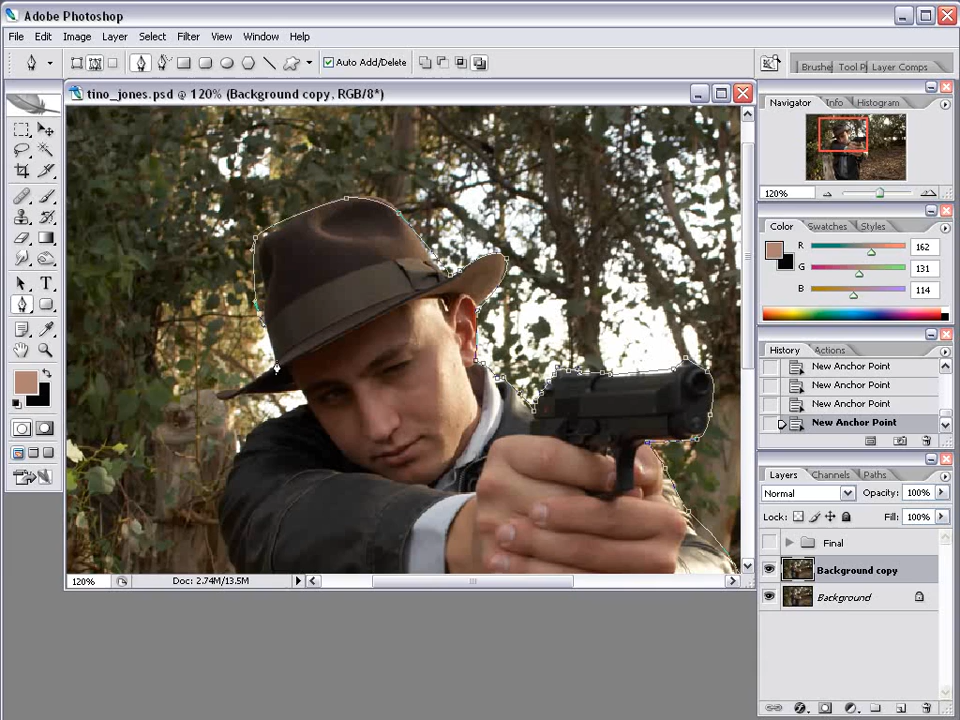 Adobe Photoshop
File Edit Image Layer Select Filter View Window Help
Auto Add/Delete
Brushe Tool P Layer Comps
tino_jones.psd @ 120% (Background copy, RGB/8*)
Navigator Info Histogram
120%
Color Swatches Styles
R 162
G 131
B 114
History Actions
New Anchor Point
New Anchor Point
New Anchor Point
New Anchor Point
Layers Channels Paths
Normal Opacity: 100%
Lock: Fill: 100%
Final
Background copy
Background
120% Doc: 2.74M/13.5M